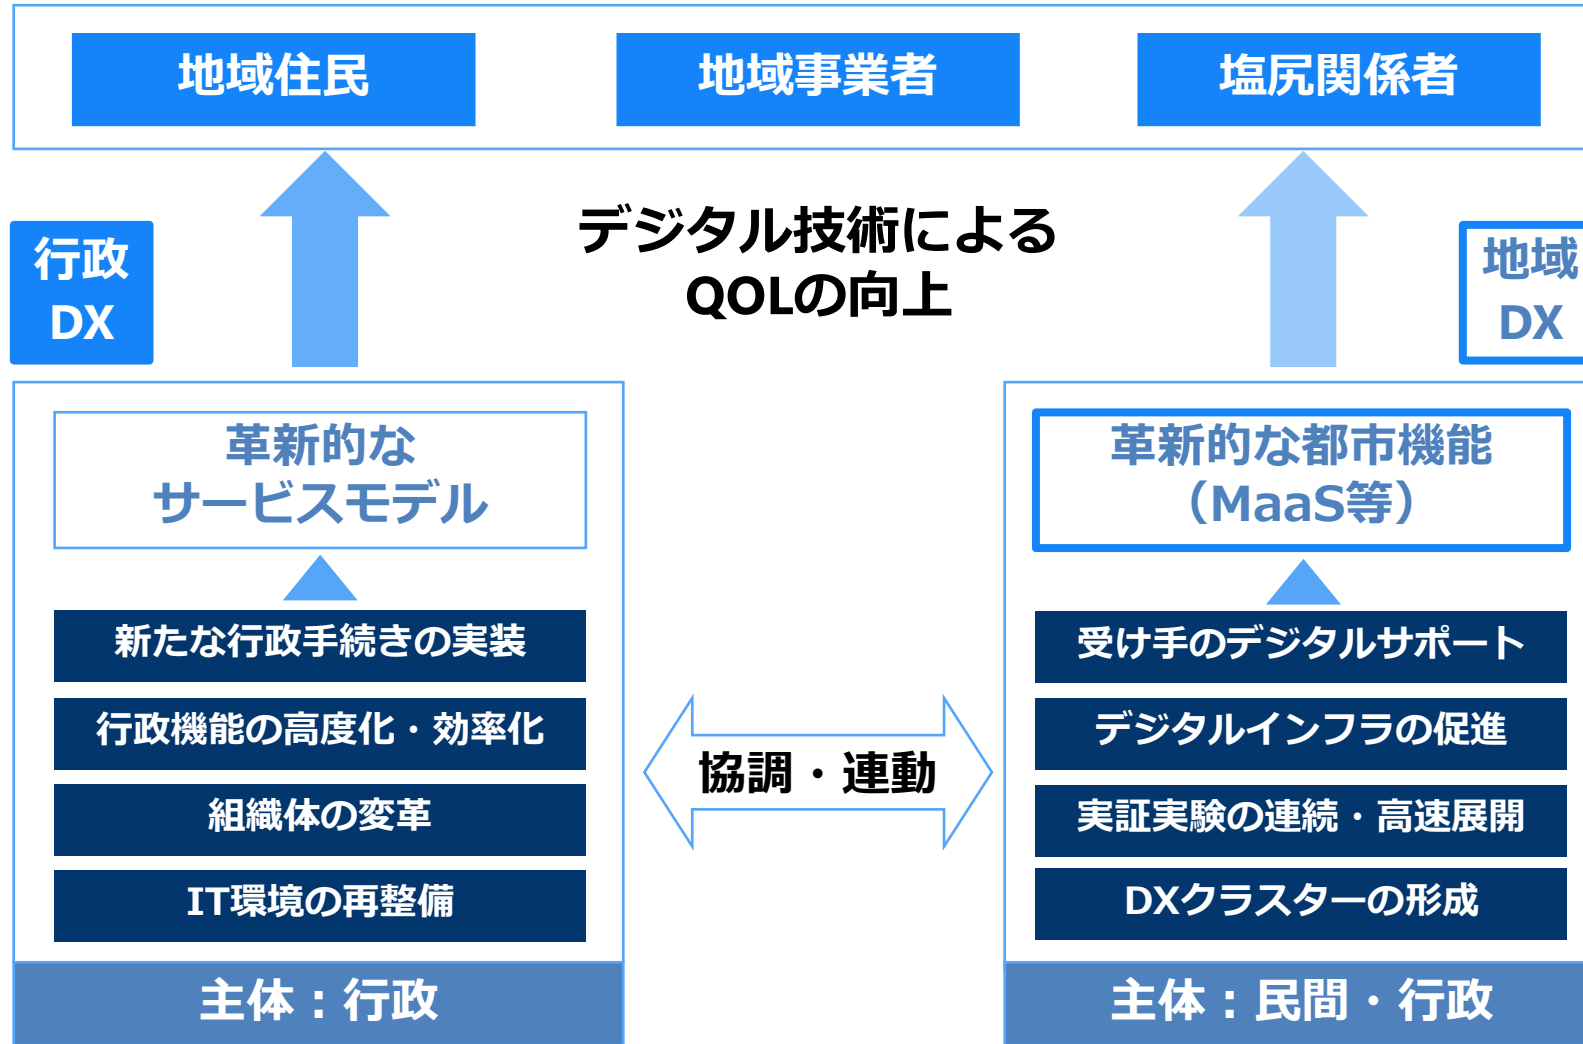 地域住民
地域事業者
塩尻関係者
行政
DX
デジタル技術による
QOLの向上
地域
DX
革新的な
サービスモデル
新たな行政手続きの実装
行政機能の高度化・効率化
組織体の変革
IT環境の再整備
主体：行政
協調・連動
革新的な都市機能
（MaaS等）
受け手のデジタルサポート
デジタルインフラの促進
実証実験の連続・高速展開
DXクラスターの形成
主体：民間・行政